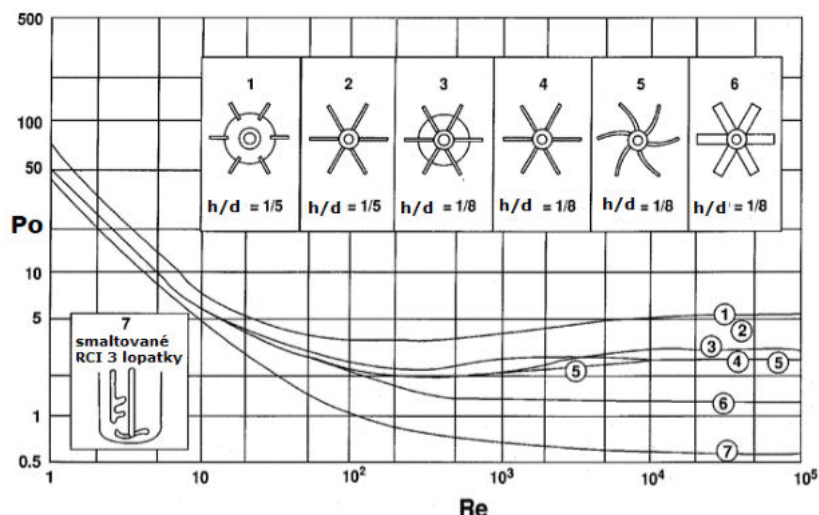 500
100
50
Po
10
5
1
0.5
1
h/d = 1/5
2
h/d = 1/5
3
h/d = 1/8
4
h/d = 1/8
5
h/d = 1/8
6
h/d = 1/8
7
smaltované
RCI 3 lopatky
1
2
3
4
5
5
6
7
1 10 10² 10³ 10⁴ 10⁵
Re